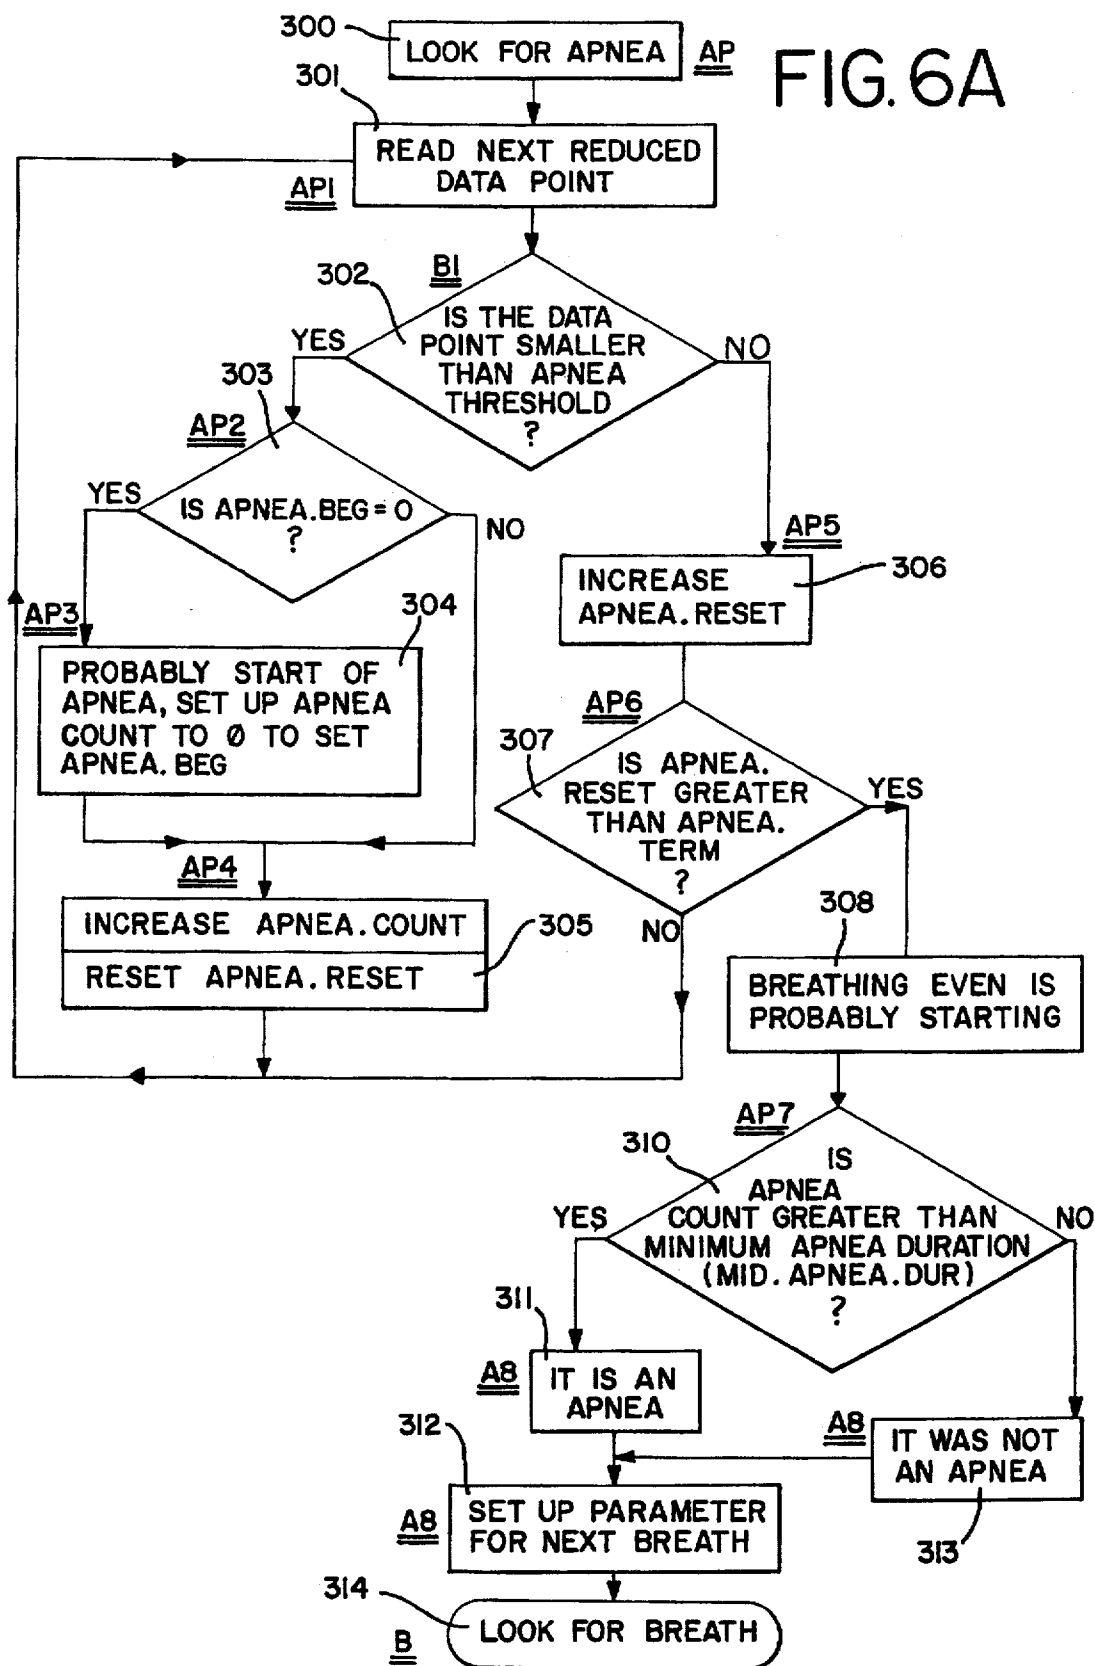 300
LOOK FOR APNEA
AP
FIG. 6A
301
READ NEXT REDUCED
DATA POINT
AP1
B1
302
IS THE DATA
POINT SMALLER
THAN APNEA
THRESHOLD
?
YES
NO
303
AP2
IS APNEA.BEG = 0
?
YES
NO
AP5
306
INCREASE
APNEA.RESET
AP3
304
PROBABLY START OF
APNEA, SET UP APNEA
COUNT TO Ø TO SET
APNEA.BEG
AP6
307
IS APNEA.
RESET GREATER
THAN APNEA.
TERM
?
YES
NO
AP4
INCREASE APNEA.COUNT
RESET APNEA.RESET
305
308
BREATHING EVEN IS
PROBABLY STARTING
AP7
310
IS
APNEA
COUNT GREATER THAN
MINIMUM APNEA DURATION
(MID.APNEA.DUR)
?
YES
NO
311
A8
IT IS AN
APNEA
A8
IT WAS NOT
AN APNEA
313
312
A8
SET UP PARAMETER
FOR NEXT BREATH
314
LOOK FOR BREATH
B